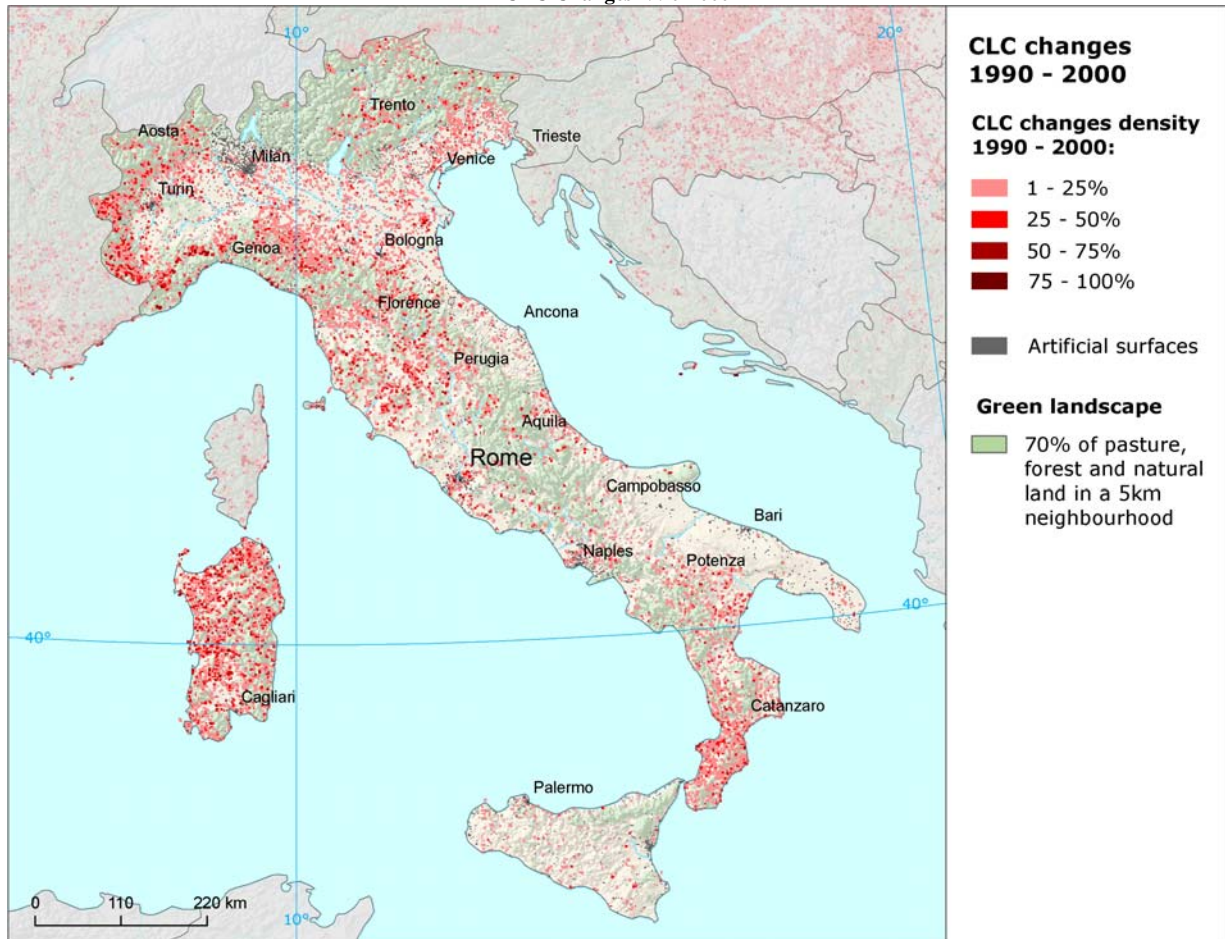 10°
20°
Trento
Aosta
Trieste
Milan
Venice
Turin
Genoa
Bologna
Florence
Ancona
Perugia
Aquila
Rome
Campobasso
Bari
Naples
Potenza
40°
40°
Cagliari
Catanzaro
Palermo
0 110 220 km
10°
CLC changes
1990 - 2000
CLC changes density
1990 - 2000:
1 - 25%
25 - 50%
50 - 75%
75 - 100%
Artificial surfaces
Green landscape
70% of pasture,
forest and natural
land in a 5km
neighbourhood